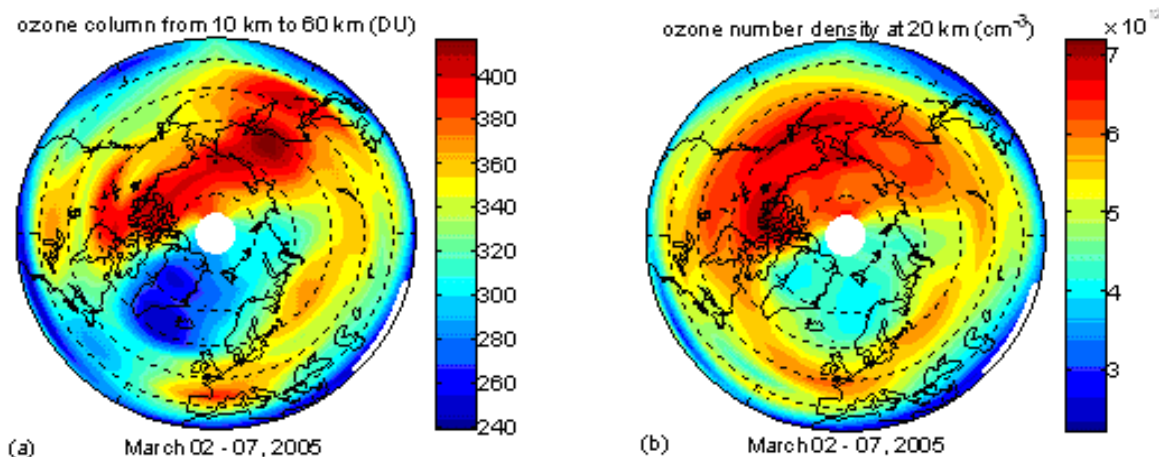 ozone column from 10 km to 60 km (DU)
400
380
360
340
320
300
280
260
240
(a)
March 02 - 07, 2005
ozone number density at 20 km (cm⁻³)
× 10
7
6
5
4
3
(b)
March 02 - 07, 2005